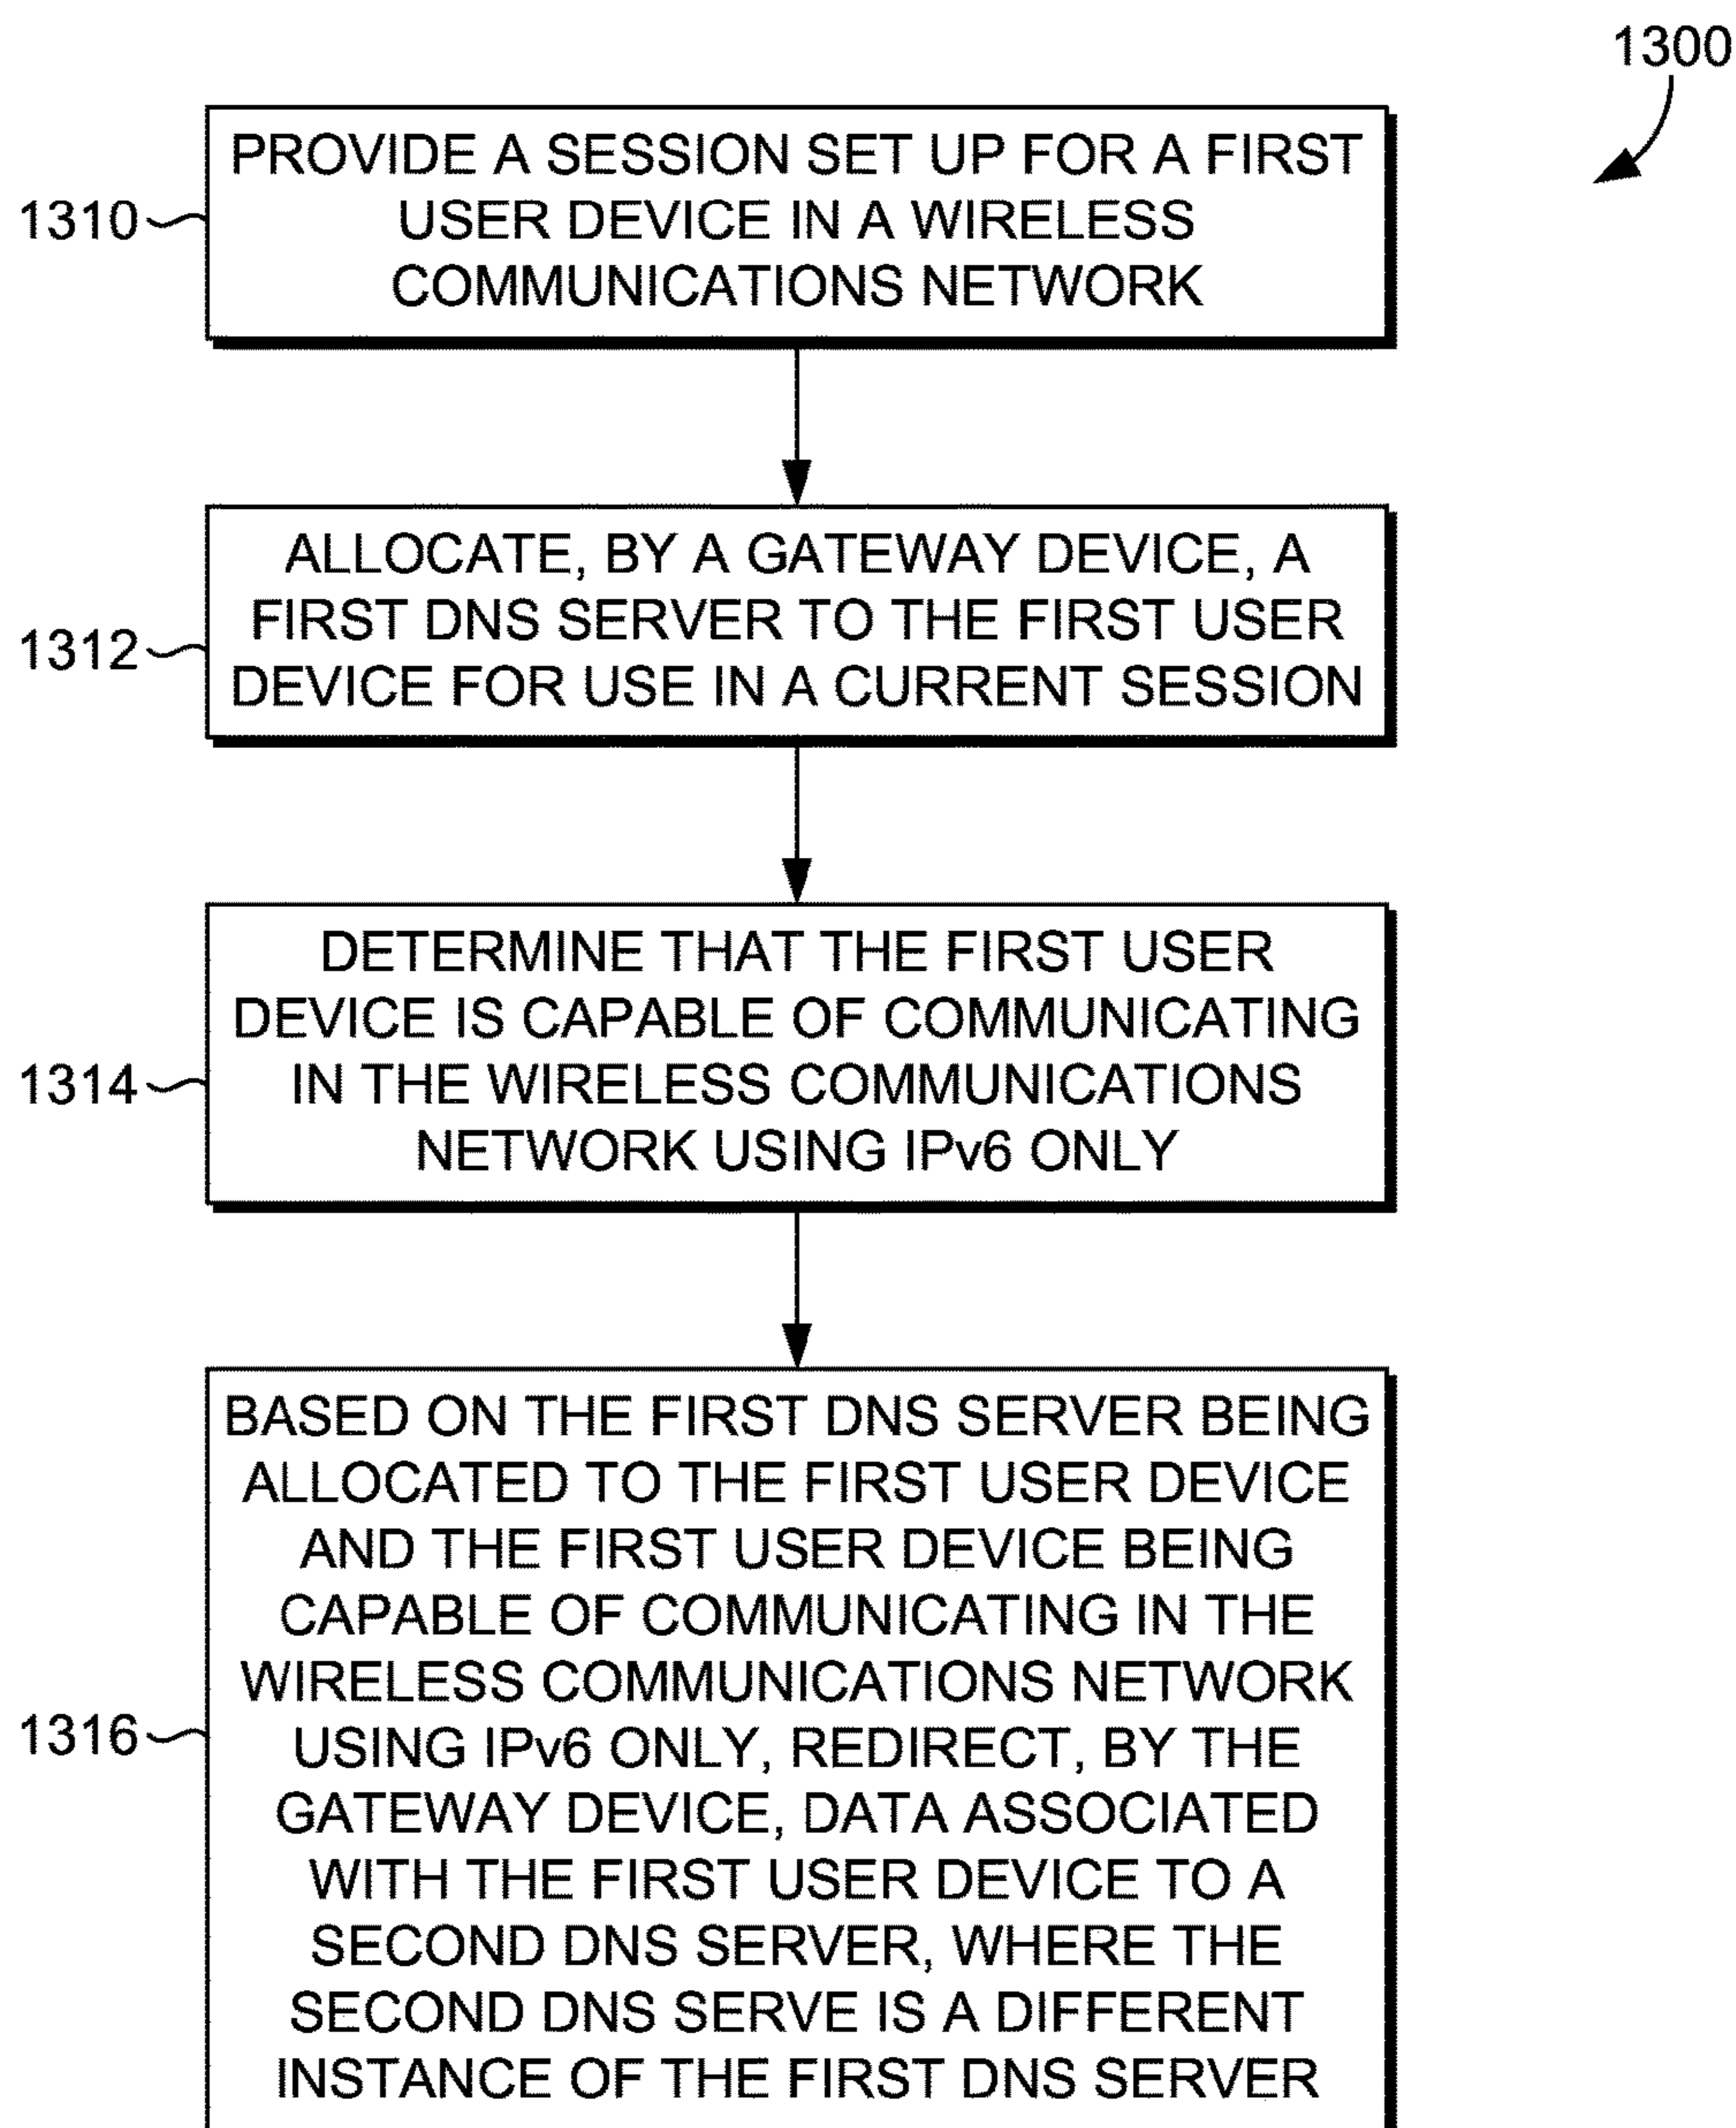 1300
PROVIDE A SESSION SET UP FOR A FIRST
USER DEVICE IN A WIRELESS
COMMUNICATIONS NETWORK
1310
ALLOCATE, BY A GATEWAY DEVICE, A
FIRST DNS SERVER TO THE FIRST USER
DEVICE FOR USE IN A CURRENT SESSION
1312
DETERMINE THAT THE FIRST USER
DEVICE IS CAPABLE OF COMMUNICATING
IN THE WIRELESS COMMUNICATIONS
NETWORK USING IPv6 ONLY
1314
BASED ON THE FIRST DNS SERVER BEING
ALLOCATED TO THE FIRST USER DEVICE
AND THE FIRST USER DEVICE BEING
CAPABLE OF COMMUNICATING IN THE
WIRELESS COMMUNICATIONS NETWORK
USING IPv6 ONLY, REDIRECT, BY THE
GATEWAY DEVICE, DATA ASSOCIATED
WITH THE FIRST USER DEVICE TO A
SECOND DNS SERVER, WHERE THE
SECOND DNS SERVE IS A DIFFERENT
INSTANCE OF THE FIRST DNS SERVER
1316